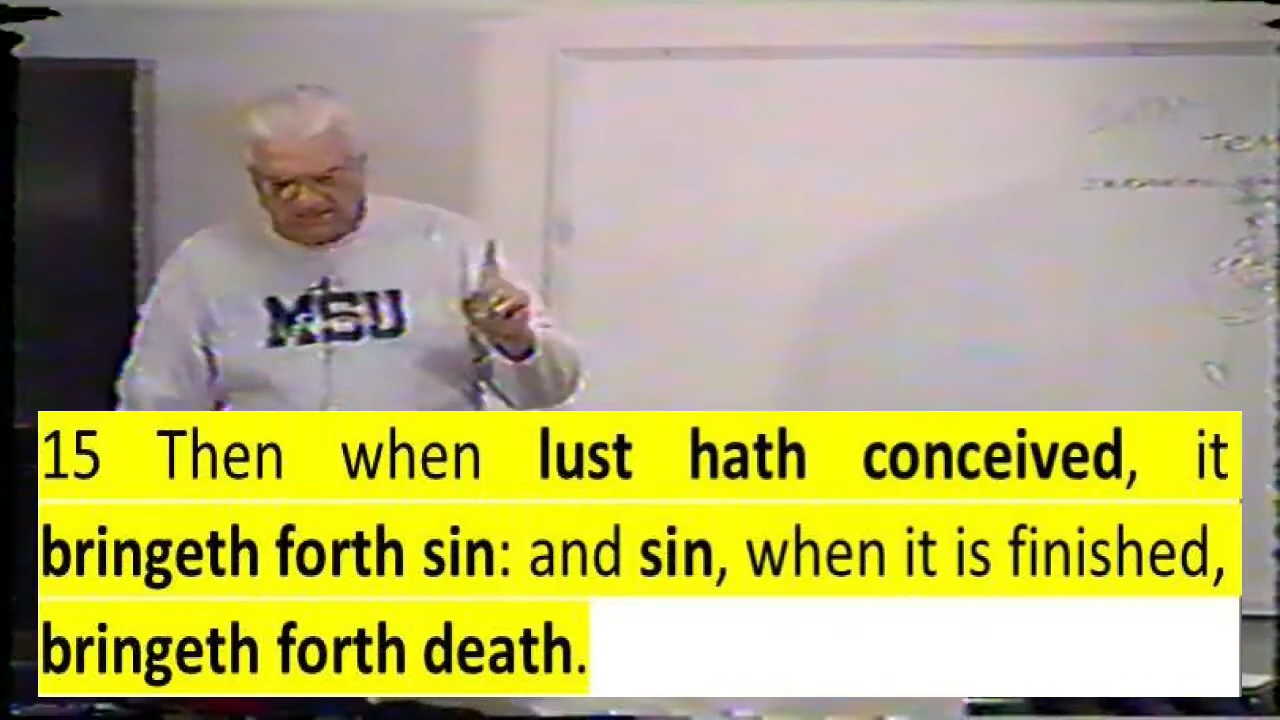 MSU
15 Then when lust hath conceived, it
bringeth forth sin: and sin, when it is finished,
bringeth forth death.